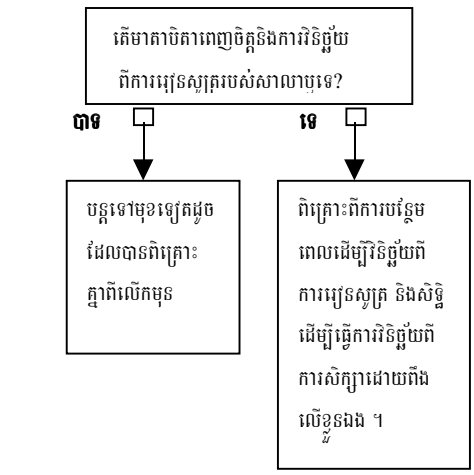 តើមាតាបិតាពេញចិត្តនិងការវិនិច្ឆ័យ
ពីការរៀនសូត្ររបស់សាលាឬទេ?
បាទ
ទេ
បន្តទៅមុខទៀតដូច
ដែលបានពិគ្រោះ
គ្នាពីលើកមុន
ពិគ្រោះពីការបន្ថែម
ពេលដើម្បីវិនិច្ឆ័យពី
ការរៀនសូត្រ និងសិទ្ធិ
ដើម្បីធ្វើការវិនិច្ឆ័យពី
ការសិក្សាដោយពឹង
លើខ្លួនឯង ។